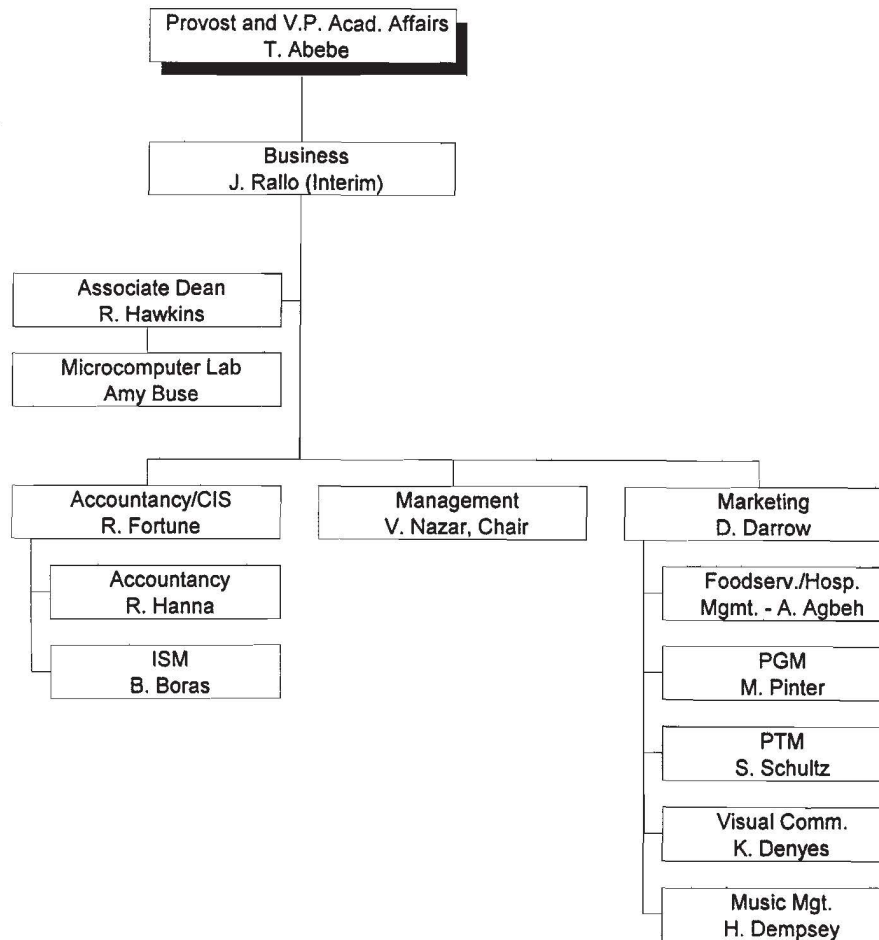 Provost and V.P. Acad. Affairs
T. Abebe
Business
J. Rallo (Interim)
Associate Dean
R. Hawkins
Microcomputer Lab
Amy Buse
Accountancy/CIS
R. Fortune
Accountancy
R. Hanna
ISM
B. Boras
Management
V. Nazar, Chair
Marketing
D. Darrow
Foodserv./Hosp.
Mgmt. - A. Agbeh
PGM
M. Pinter
PTM
S. Schultz
Visual Comm.
K. Denyes
Music Mgt.
H. Dempsey